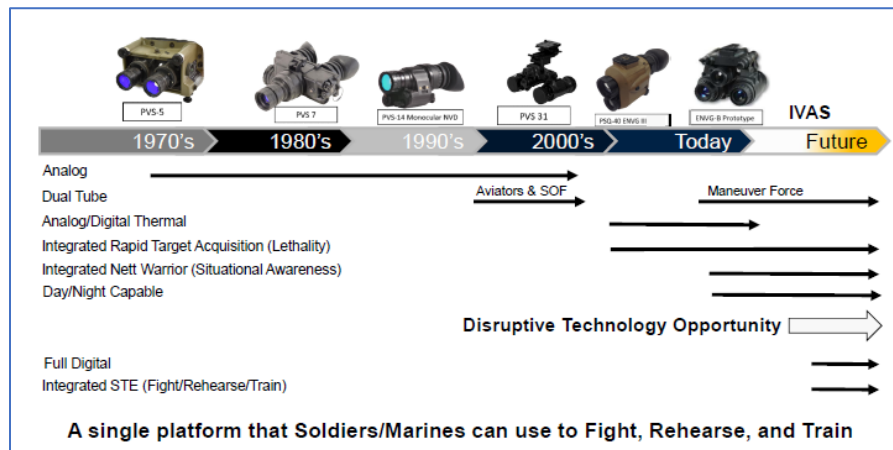 PVS-5
PVS 7
PVS-14 Monocular NVD
PVS 31
PSQ-40 ENVG III
ENVG-B Prototype
IVAS
1970's
1980's
1990's
2000's
Today
Future
Analog
Dual Tube
Aviators & SOF
Maneuver Force
Analog/Digital Thermal
Integrated Rapid Target Acquisition (Lethality)
Integrated Nett Warrior (Situational Awareness)
Day/Night Capable
Disruptive Technology Opportunity
Full Digital
Integrated STE (Fight/Rehearse/Train)
A single platform that Soldiers/Marines can use to Fight, Rehearse, and Train